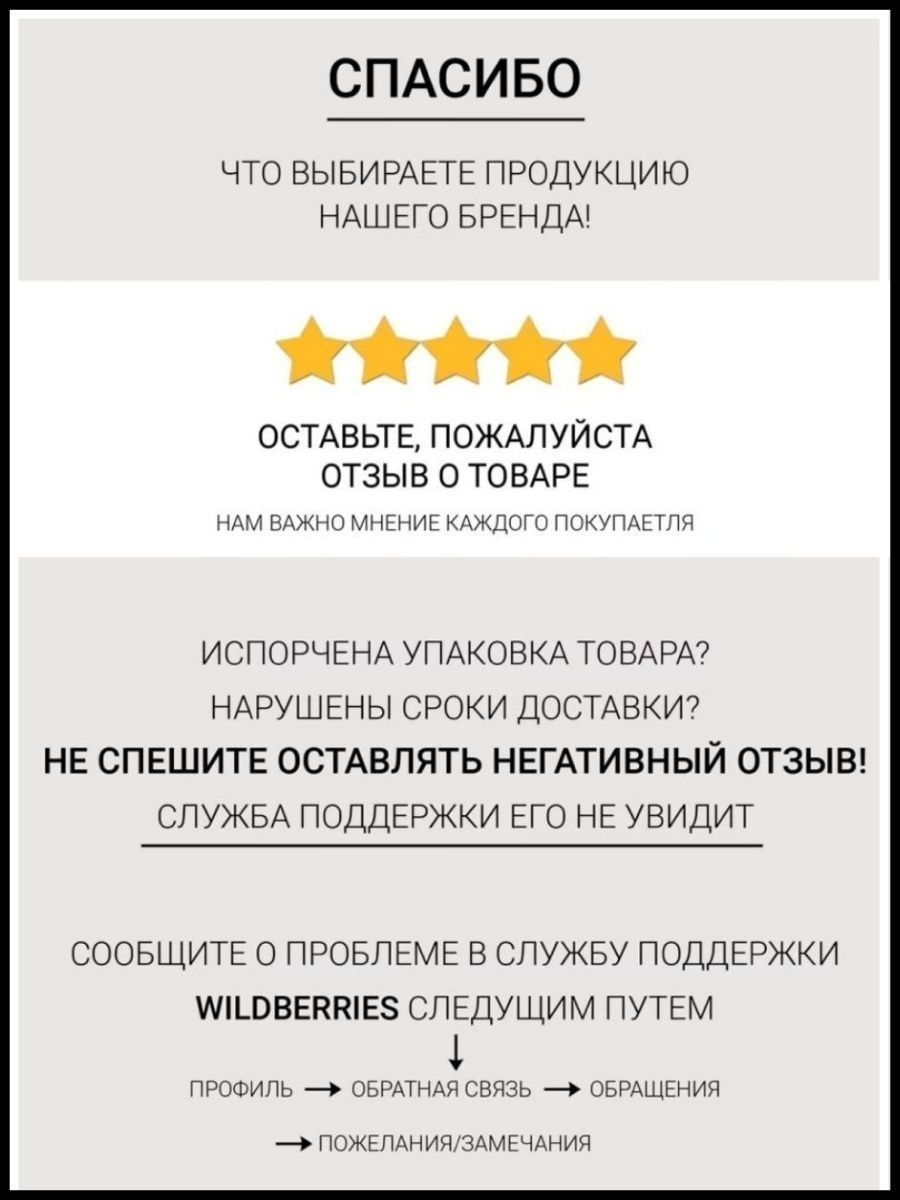 СПАСИБО
ЧТО ВЫБИРАЕТЕ ПРОДУКЦИЮ
НАШЕГО БРЕНДА!
ОСТАВЬТЕ, ПОЖАЛУЙСТА
ОТЗЫВ О ТОВАРЕ
НАМ ВАЖНО МНЕНИЕ КАЖДОГО ПОКУПАЕТЛЯ
ИСПОРЧЕНА УПАКОВКА ТОВАРА?
НАРУШЕНЫ СРОКИ ДОСТАВКИ?
НЕ СПЕШИТЕ ОСТАВЛЯТЬ НЕГАТИВНЫЙ ОТЗЫВ!
СЛУЖБА ПОДДЕРЖКИ ЕГО НЕ УВИДИТ
СООБЩИТЕ О ПРОБЛЕМЕ В СЛУЖБУ ПОДДЕРЖКИ
WILDBERRIES СЛЕДУЩИМ ПУТЕМ
ПРОФИЛЬ → ОБРАТНАЯ СВЯЗЬ → ОБРАЩЕНИЯ
→ ПОЖЕЛАНИЯ/ЗАМЕЧАНИЯ